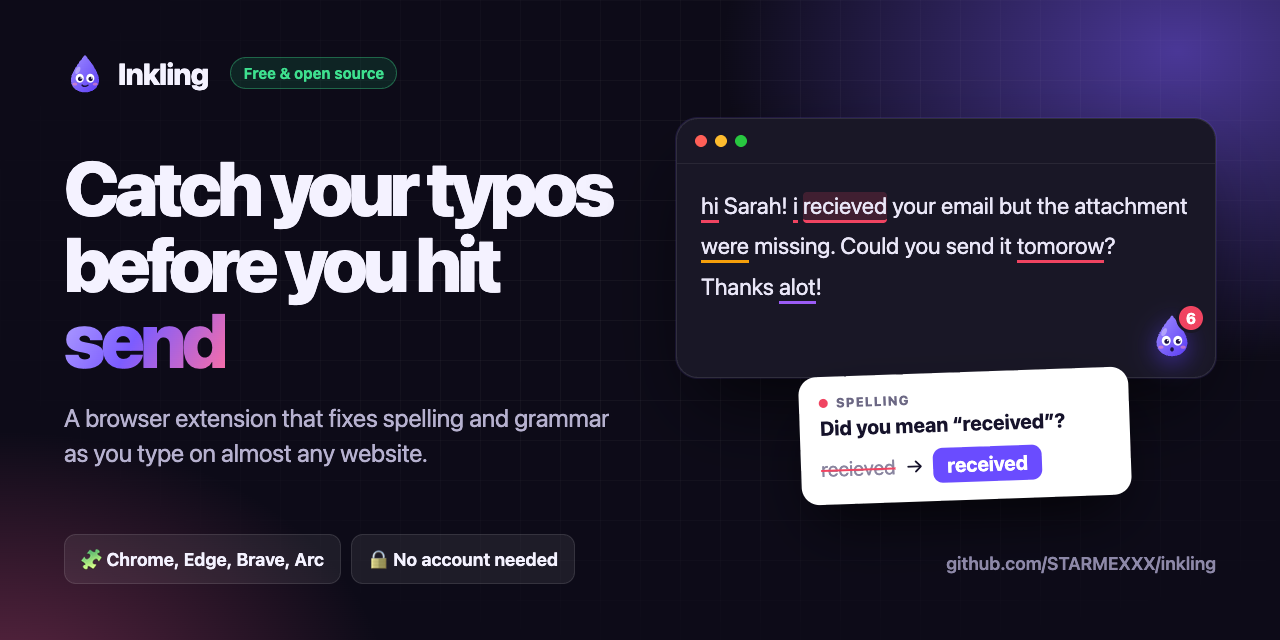 Inkling
Free & open source
Catch your typos
before you hit
send
A browser extension that fixes spelling and grammar
as you type on almost any website.
Chrome, Edge, Brave, Arc
No account needed
hi Sarah! i recieved your email but the attachment
were missing. Could you send it tomorow?
Thanks alot!
6
SPELLING
Did you mean “received”?
recieved → received
github.com/STARMEXXX/inkling